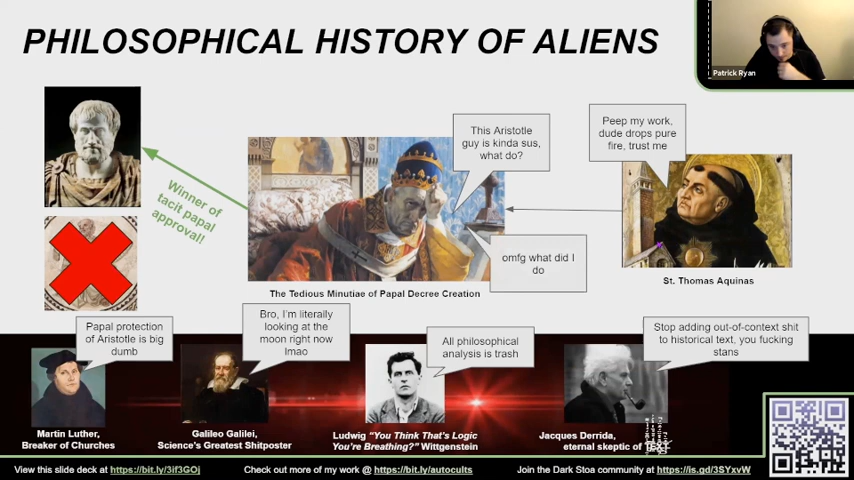 PHILOSOPHICAL HISTORY OF ALIENS
Patrick Ryan
This Aristotle
guy is kinda sus,
what do?
Peep my work,
dude drops pure
fire, trust me
Winner of
tacit papal
approval!
omfg what did I
do
The Tedious Minutiae of Papal Decree Creation
St. Thomas Aquinas
Papal protection
of Aristotle is big
dumb
Bro, I'm literally
looking at the
moon right now
lmao
All philosophical
analysis is trash
Stop adding out-of-context shit
to historical text, you fucking
stans
Martin Luther,
Breaker of Churches
Galileo Galilei,
Science's Greatest Shitposter
Ludwig "You Think That's Logic
You're Breathing?" Wittgenstein
Jacques Derrida,
eternal skeptic of TEXT
View this slide deck at https://bit.ly/3if3GOj
Check out more of my work @ https://bit.ly/autocults
Join the Dark Stoa community at https://is.gd/3SYxvW